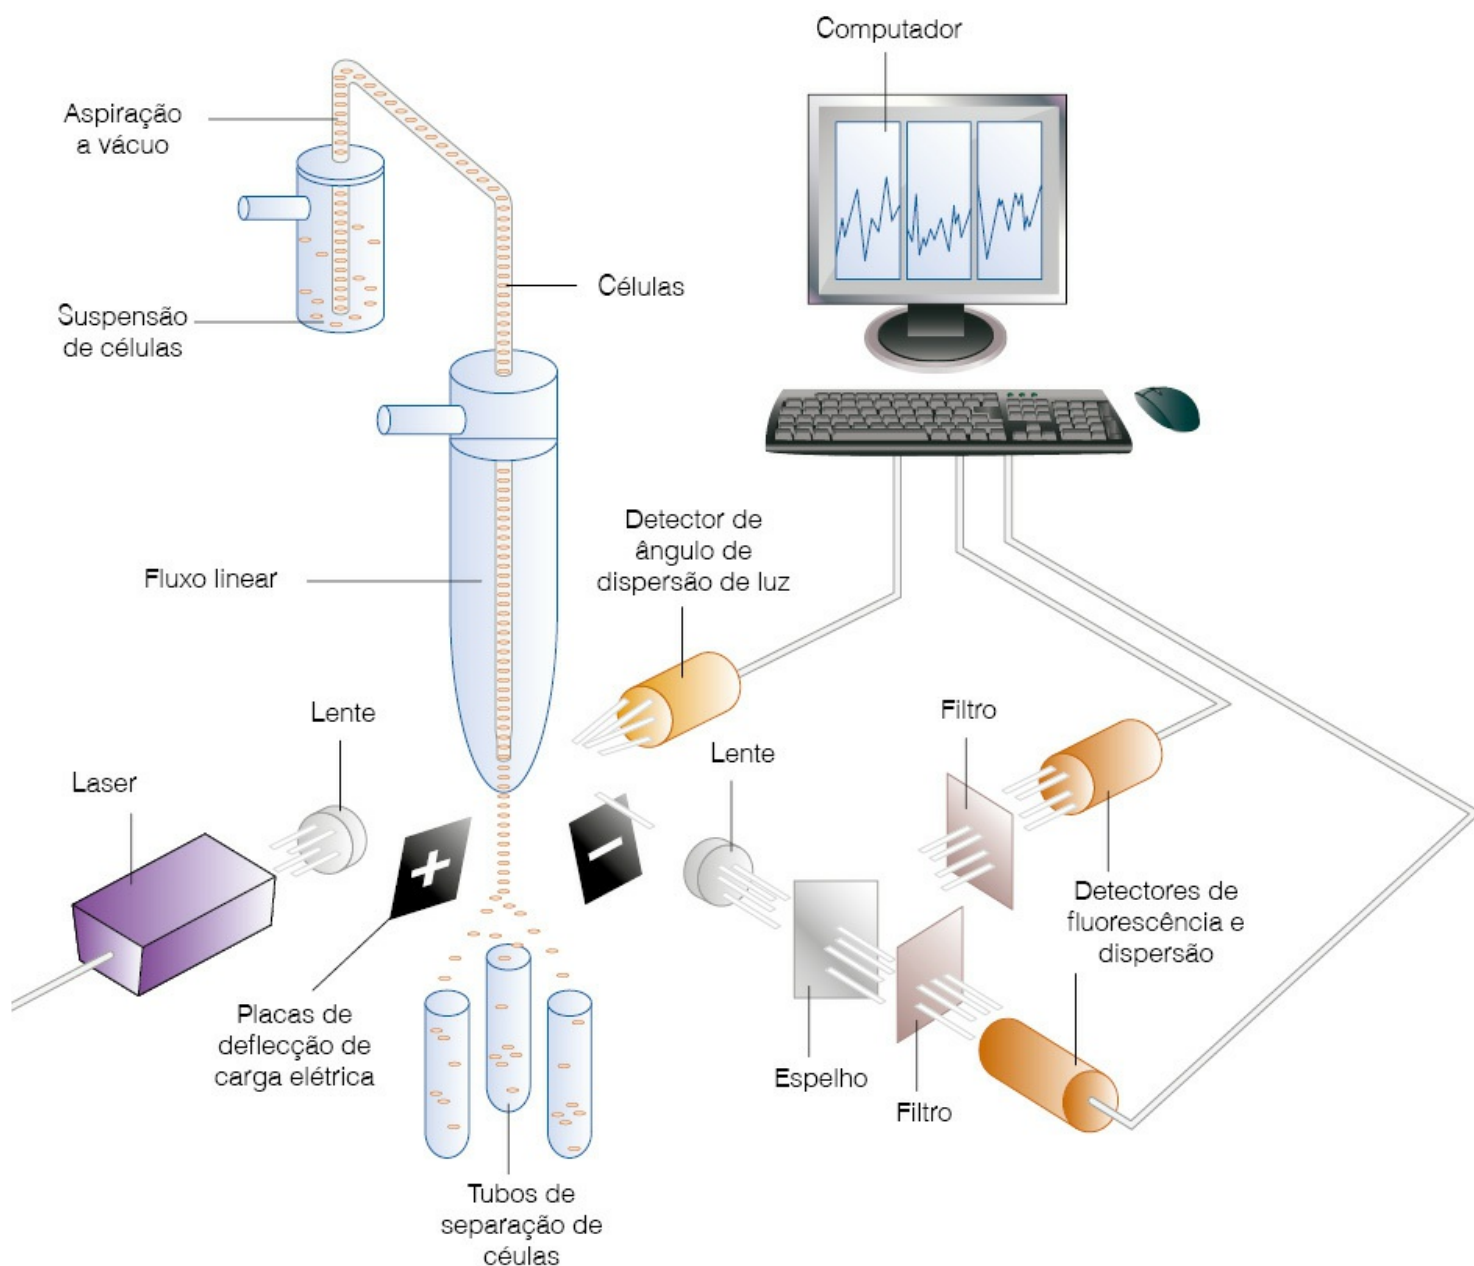 Computador
Aspiração
a vácuo
Células
Suspensão
de células
Detector de
ângulo de
dispersão de luz
Fluxo linear
Lente
Filtro
Lente
Laser
Detectores de
fluorescência e
dispersão
Placas de
deflecção de
carga elétrica
Espelho
Filtro
Tubos de
separação de
céulas